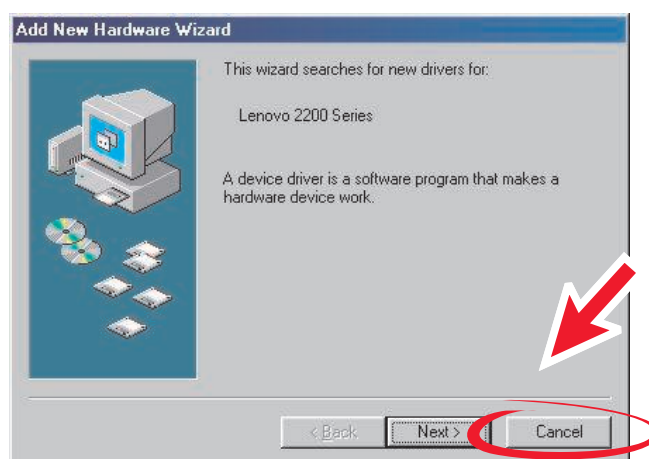 Add New Hardware Wizard
This wizard searches for new drivers for:
Lenovo 2200 Series
A device driver is a software program that makes a
hardware device work.
< Back
Next >
Cancel